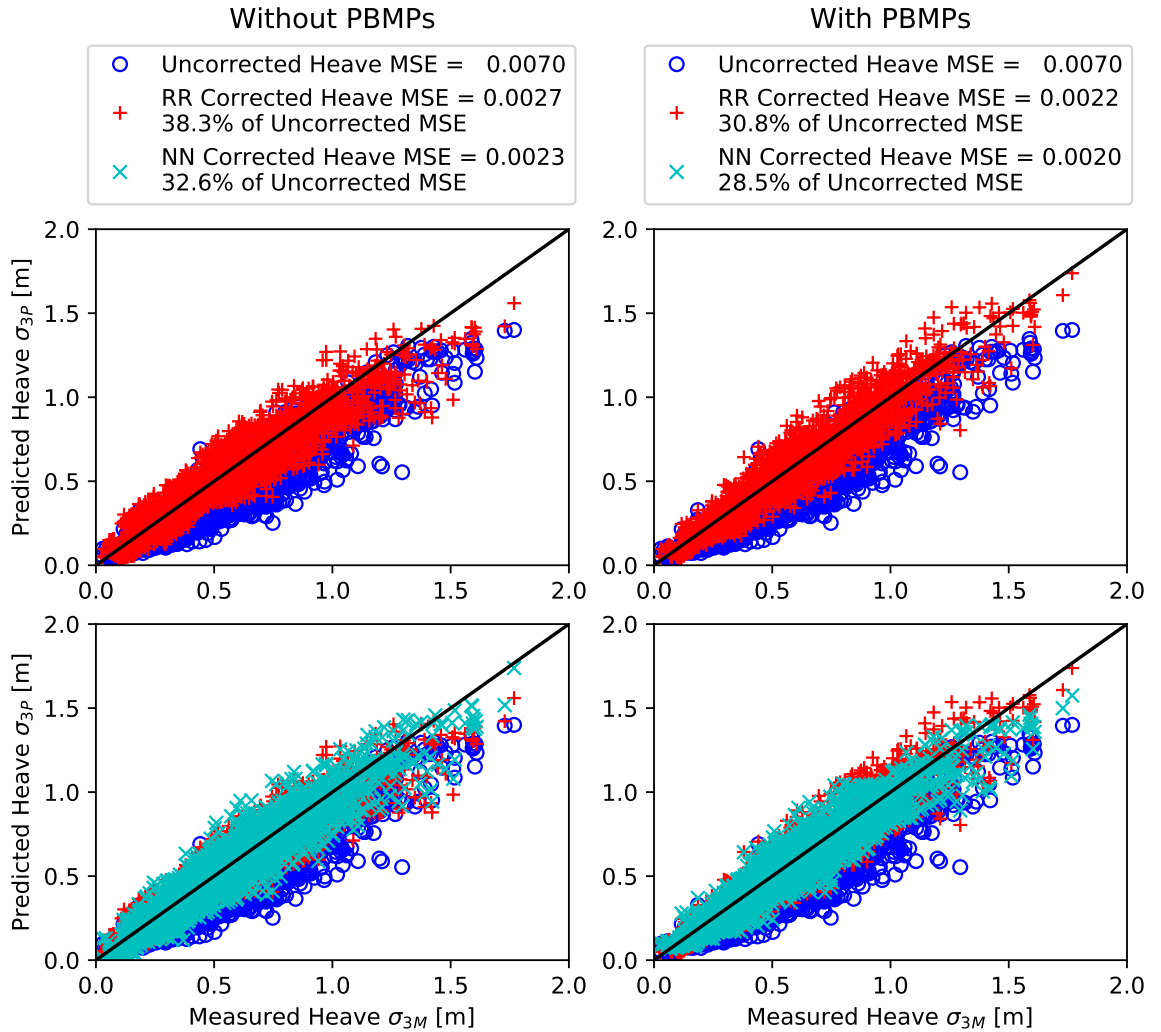 Without PBMPs
Uncorrected Heave MSE = 0.0070
RR Corrected Heave MSE = 0.0027
38.3% of Uncorrected MSE
NN Corrected Heave MSE = 0.0023
32.6% of Uncorrected MSE
With PBMPs
Uncorrected Heave MSE = 0.0070
RR Corrected Heave MSE = 0.0022
30.8% of Uncorrected MSE
NN Corrected Heave MSE = 0.0020
28.5% of Uncorrected MSE
Predicted Heave σ3P [m]
2.0
1.5
1.0
0.5
0.0
0.0 0.5 1.0 1.5 2.0
2.0
1.5
1.0
0.5
0.0
0.0 0.5 1.0 1.5 2.0
Predicted Heave σ3P [m]
2.0
1.5
1.0
0.5
0.0
0.0 0.5 1.0 1.5 2.0
Measured Heave σ3M [m]
2.0
1.5
1.0
0.5
0.0
0.0 0.5 1.0 1.5 2.0
Measured Heave σ3M [m]